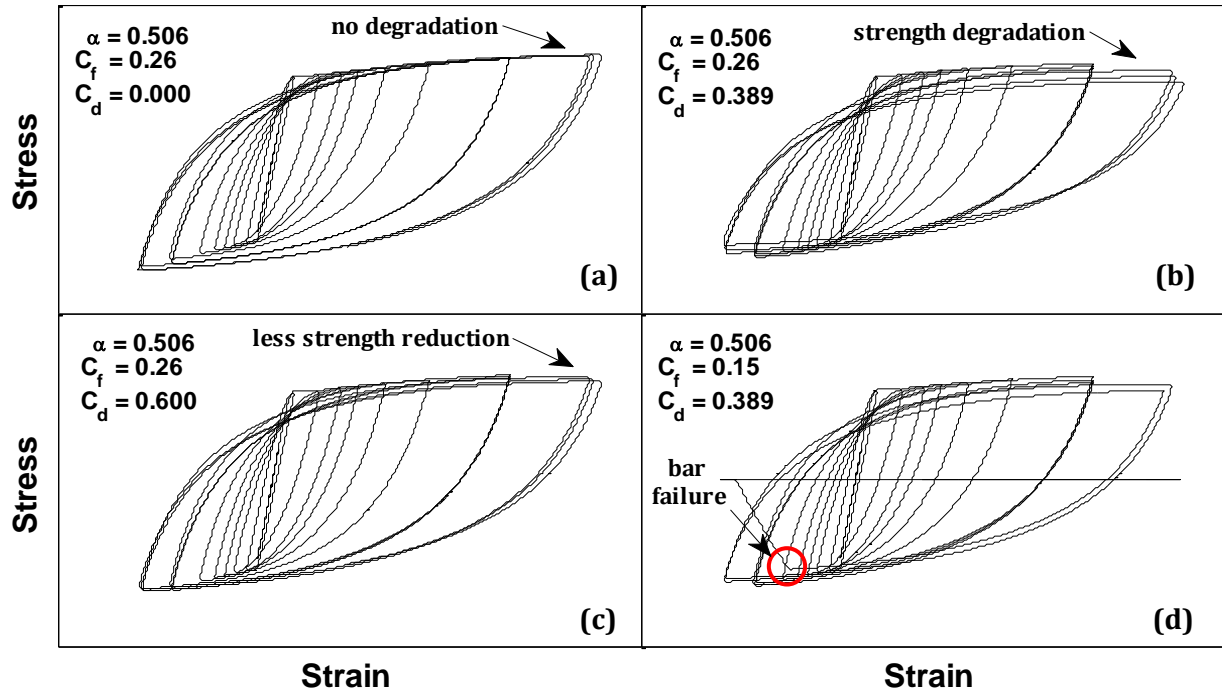 α = 0.506
C_f = 0.26
C_d = 0.000
no degradation
(a)
α = 0.506
C_f = 0.26
C_d = 0.389
strength degradation
(b)
Stress
α = 0.506
C_f = 0.26
C_d = 0.600
less strength reduction
(c)
α = 0.506
C_f = 0.15
C_d = 0.389
bar
failure
(d)
Stress
Strain
Strain